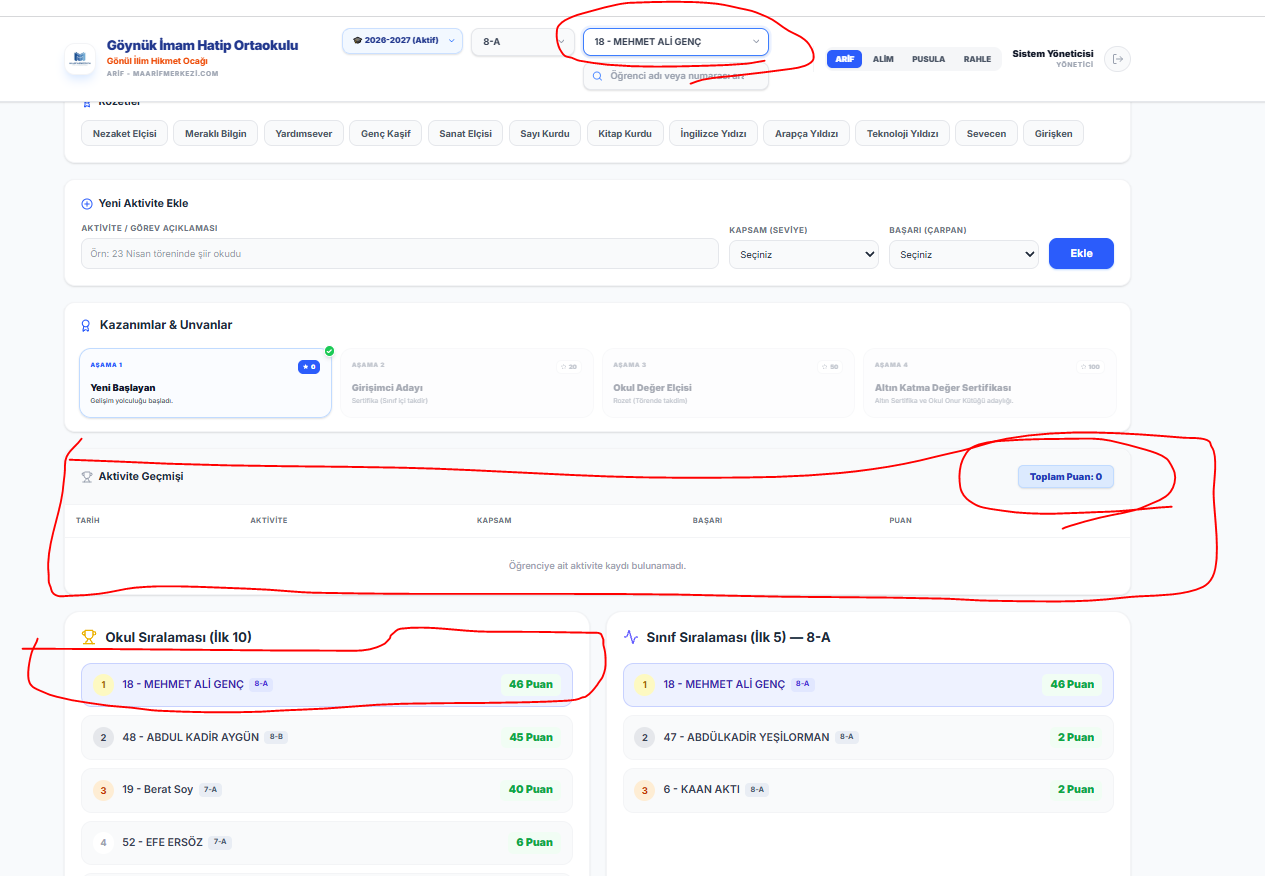 Göynük İmam Hatip Ortaokulu
Gönül İlim Hikmet Ocağı
ARİF - MAARİFMERKEZİ.COM
2026-2027 (Aktif)
8-A
18 - MEHMET ALİ GENÇ
Öğrenci adı veya numarası
ARİF ALİM PUSULA RAHLE
Sistem Yöneticisi
YÖNETİCİ
Rozetler
Nezaket Elçisi Meraklı Bilgin Yardımsever Genç Kaşif Sanat Elçisi Sayı Kurdu Kitap Kurdu İngilizce Yıdızı Arapça Yıldızı Teknoloji Yıldızı Sevecen Girişken
Yeni Aktivite Ekle
AKTİVİTE / GÖREV AÇIKLAMASI KAPSAM (SEVİYE) BAŞARI (ÇARPAN)
Örn: 23 Nisan töreninde şiir okudu Seçiniz Seçiniz Ekle
Kazanımlar & Unvanlar
AŞAMA 1 ★ 0
Yeni Başlayan
Gelişim yolculuğu başladı.
AŞAMA 2 ☆ 20
Girişimci Adayı
Sertifika (Sınıf içi takdir)
AŞAMA 3 ☆ 50
Okul Değer Elçisi
Rozet (Törende takdim)
AŞAMA 4 ☆ 100
Altın Katma Değer Sertifikası
Altın Sertifika ve Okul Onur Kütüğü adaylığı.
Aktivite Geçmişi Toplam Puan: 0
TARİH AKTİVİTE KAPSAM BAŞARI PUAN
Öğrenciye ait aktivite kaydı bulunamadı.
Okul Sıralaması (İlk 10)
1 18 - MEHMET ALİ GENÇ 8-A 46 Puan
2 48 - ABDUL KADİR AYGÜN 8-B 45 Puan
3 19 - Berat Soy 7-A 40 Puan
4 52 - EFE ERSÖZ 7-A 6 Puan
Sınıf Sıralaması (İlk 5) — 8-A
1 18 - MEHMET ALİ GENÇ 8-A 46 Puan
2 47 - ABDÜLKADİR YEŞİLORMAN 8-A 2 Puan
3 6 - KAAN AKTI 8-A 2 Puan